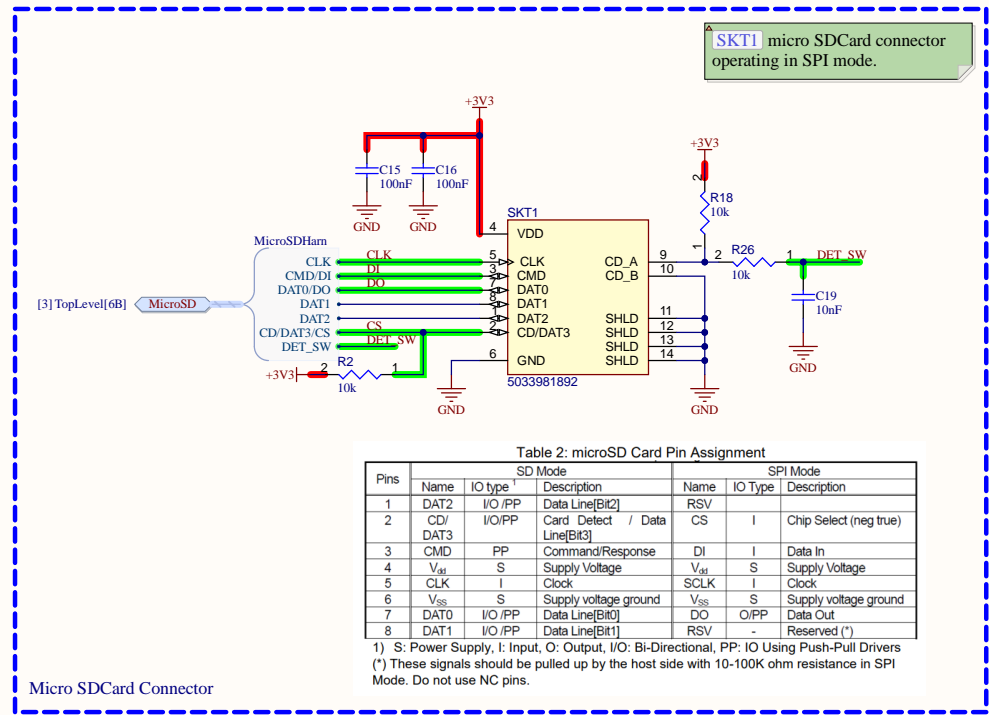 SKT1 micro SDCard connector
operating in SPI mode.
+3V3
C15
100nF
C16
100nF
GND
GND
+3V3
2
R18
10k
1
SKT1
4 VDD
5 CLK
3 CMD
7 DAT0
8 DAT1
1 DAT2
2 CD/DAT3
6 GND
CD_A 9
CD_B 10
SHLD 11
SHLD 12
SHLD 13
SHLD 14
5033981892
2 R26 1
10k
DET_SW
C19
10nF
GND
GND
GND
MicroSDHarn
CLK
CMD/DI
DAT0/DO
DAT1
DAT2
CD/DAT3/CS
DET_SW
CLK
DI
DO
CS
DET_SW
[3] TopLevel[6B] MicroSD
+3V3 2 R2 1
10k
Table 2: microSD Card Pin Assignment
Pins SD Mode SPI Mode
Name IO type 1 Description Name IO Type Description
1 DAT2 I/O /PP Data Line[Bit2] RSV
2 CD/ I/O/PP Card Detect / Data CS I Chip Select (neg true)
DAT3 Line[Bit3]
3 CMD PP Command/Response DI I Data In
4 Vdd S Supply Voltage Vdd S Supply Voltage
5 CLK I Clock SCLK I Clock
6 VSS S Supply voltage ground VSS S Supply voltage ground
7 DAT0 I/O /PP Data Line[Bit0] DO O/PP Data Out
8 DAT1 I/O /PP Data Line[Bit1] RSV - Reserved (*)
1) S: Power Supply, I: Input, O: Output, I/O: Bi-Directional, PP: IO Using Push-Pull Drivers
(*) These signals should be pulled up by the host side with 10-100K ohm resistance in SPI
Mode. Do not use NC pins.
Micro SDCard Connector